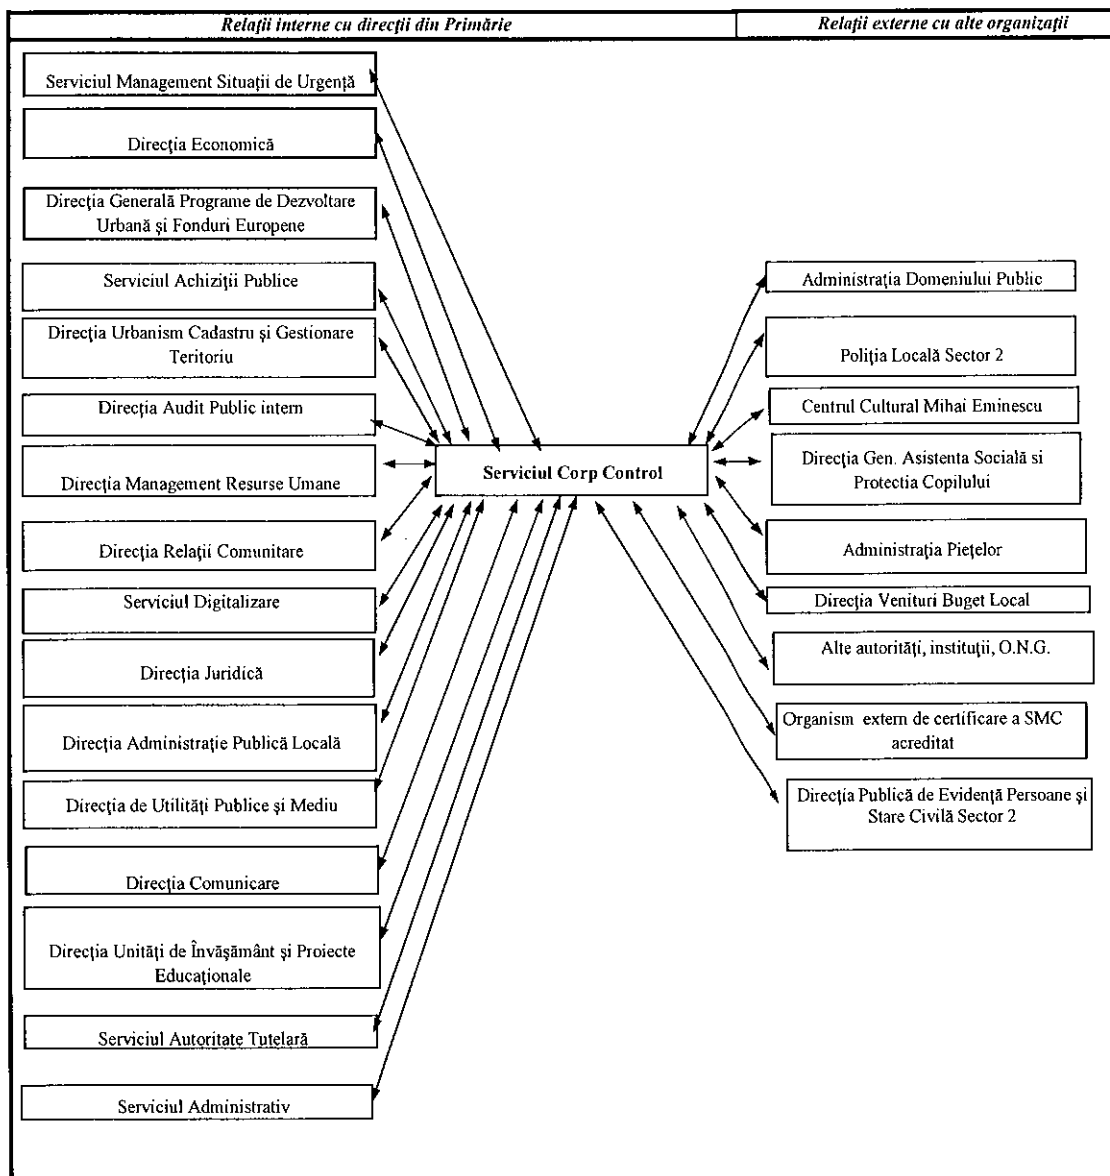 Relații interne cu direcții din Primărie
Relații externe cu alte organizații
Serviciul Management Situații de Urgență
Direcția Economică
Direcția Generală Programe de Dezvoltare
Urbană și Fonduri Europene
Serviciul Achiziții Publice
Direcția Urbanism Cadastru și Gestionare
Teritoriu
Direcția Audit Public intern
Direcția Management Resurse Umane
Direcția Relații Comunitare
Serviciul Digitalizare
Direcția Juridică
Direcția Administrație Publică Locală
Direcția de Utilități Publice și Mediu
Direcția Comunicare
Direcția Unități de Învășământ și Proiecte
Educaționale
Serviciul Autoritate Tutelară
Serviciul Administrativ
Serviciul Corp Control
Administrația Domeniului Public
Poliția Locală Sector 2
Centrul Cultural Mihai Eminescu
Direcția Gen. Asistenta Socială si
Protectia Copilului
Administrația Piețelor
Direcția Venituri Buget Local
Alte autorități, instituții, O.N.G.
Organism extern de certificare a SMC
acreditat
Direcția Publică de Evidență Persoane și
Stare Civilă Sector 2